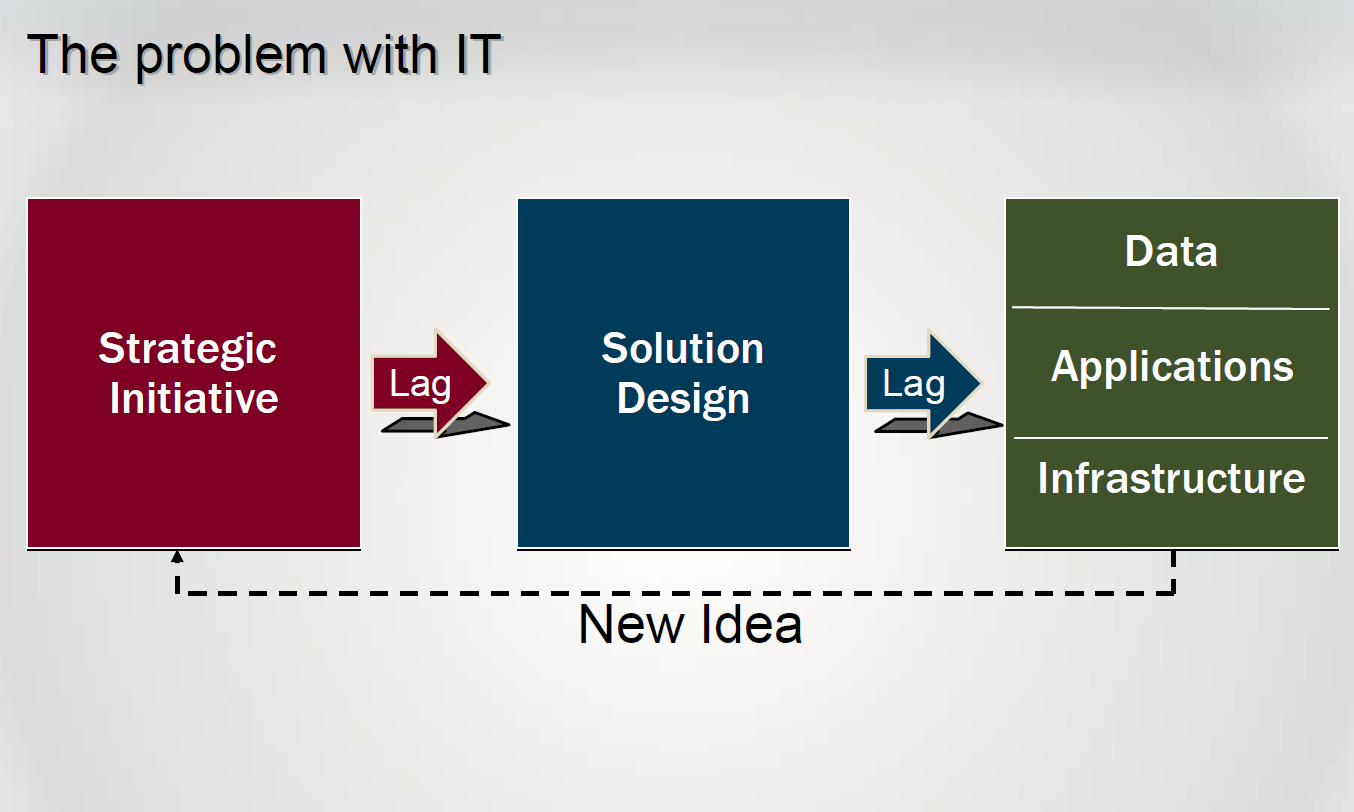 The problem with IT
Strategic
Initiative
Lag
Solution
Design
Lag
Data
Applications
Infrastructure
New Idea